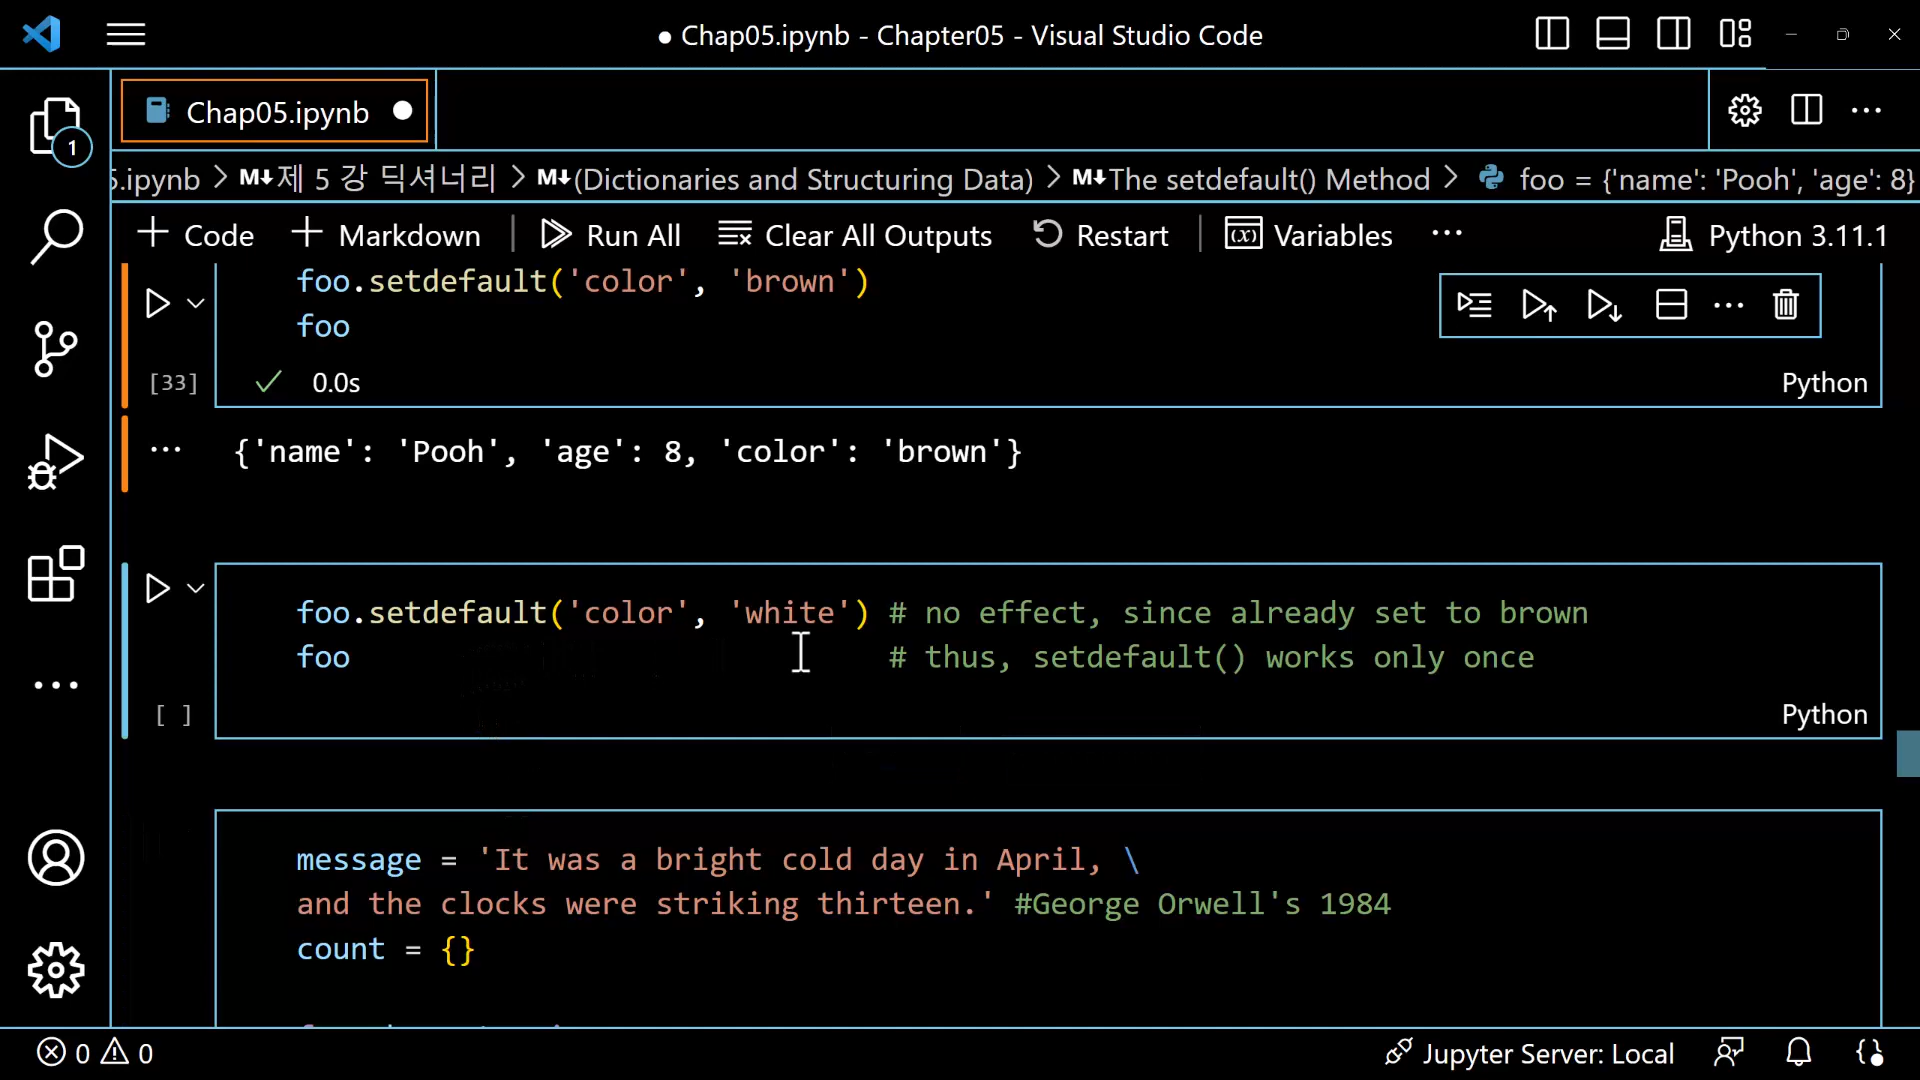 ● Chap05.ipynb - Chapter05 - Visual Studio Code
Chap05.ipynb ●
1
5.ipynb > M↓제 5 강 딕셔너리 > M↓(Dictionaries and Structuring Data) > M↓The setdefault() Method > foo = {'name': 'Pooh', 'age': 8}
+ Code + Markdown | Run All Clear All Outputs Restart | Variables ··· Python 3.11.1
foo.setdefault('color', 'brown')
foo
[33] ✓ 0.0s Python
··· {'name': 'Pooh', 'age': 8, 'color': 'brown'}
foo.setdefault('color', 'white') # no effect, since already set to brown
foo # thus, setdefault() works only once
[ ] Python
message = 'It was a bright cold day in April, \
and the clocks were striking thirteen.' #George Orwell's 1984
count = {}
0 0 Jupyter Server: Local